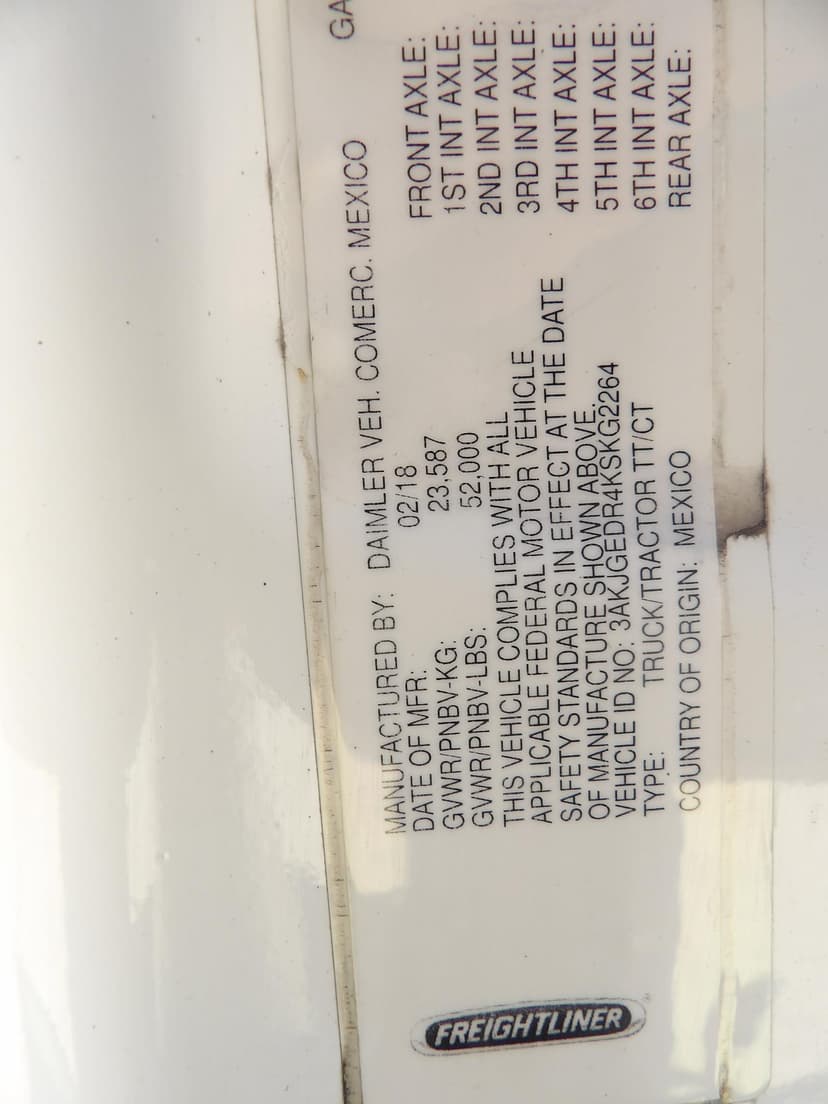 FREIGHTLINER
MANUFACTURED BY: DAIMLER VEH. COMERC. MEXICO
DATE OF MFR: 02/18
GVWR/PNBV-KG: 23,587
GVWR/PNBV-LBS: 52,000
THIS VEHICLE COMPLIES WITH ALL
APPLICABLE FEDERAL MOTOR VEHICLE
SAFETY STANDARDS IN EFFECT AT THE DATE
OF MANUFACTURE SHOWN ABOVE.
VEHICLE ID NO: 3AKJGEDR4KSKG2264
TYPE: TRUCK/TRACTOR TT/CT
COUNTRY OF ORIGIN: MEXICO
GA
FRONT AXLE:
1ST INT AXLE:
2ND INT AXLE:
3RD INT AXLE:
4TH INT AXLE:
5TH INT AXLE:
6TH INT AXLE:
REAR AXLE: